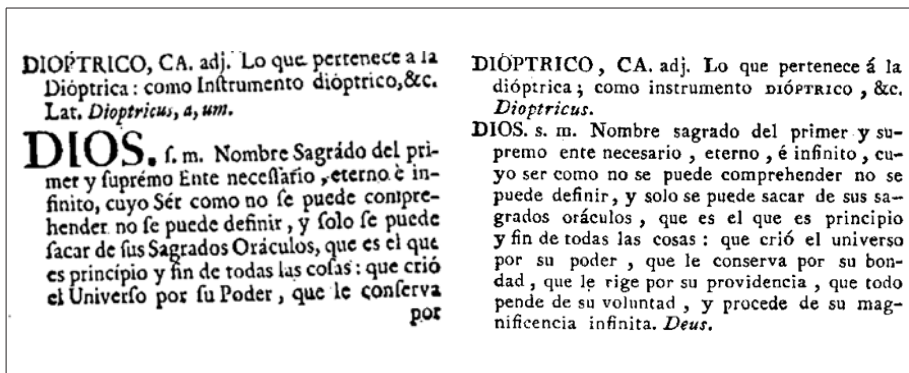 DIOPTRICO, CA. adj. Lo que pertenece a la
Dióptrica: como Inſtrumento dióptrico, &c.
Lat. Dioptricus, a, um.
DIOS. ſ. m. Nombre Sagrádo del pri-
mer y ſuprémo Ente neceſſario, eterno è in-
finito, cuyo Sér como no ſe puede compre-
hender no ſe puede definir, y ſolo ſe puede
ſacar de ſus Sagrados Oráculos, que es el que
es princípio y fin de todas las coſas: que crió
el Univerſo por ſu Poder, que le conſerva
por
DIÓPTRICO, CA. adj. Lo que pertenece á la
dióptrica; como instrumento DIÓPTRICO, &c.
Dioptricus.
DIOS. s. m. Nombre sagrado del primer y su-
premo ente necesario, eterno, é infinito, cu-
yo ser como no se puede comprehender no se
puede definir, y solo se puede sacar de sus sa-
grados oráculos, que es el que es principio
y fin de todas las cosas: que crió el universo
por su poder, que le conserva por su bon-
dad, que le rige por su providencia, que todo
pende de su voluntad, y procede de su mag-
nificencia infinita. Deus.